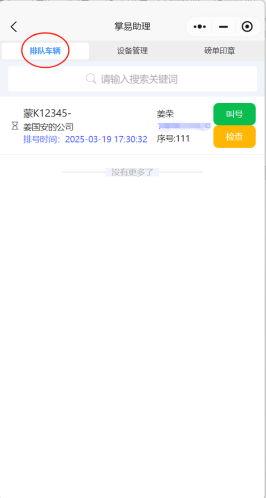 掌易助理
排队车辆 设备管理 磅单印章
请输入搜索关键词
蒙K12345- 姜荣 叫号
姜国安的公司
排号时间：2025-03-19 17:30:32 序号:111 检查
没有更多了